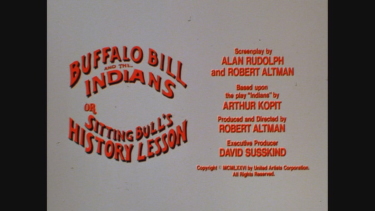 BUFFALO BILL
AND THE
INDIANS
OR
SITTING BULL'S
HISTORY LESSON
Screenplay by
ALAN RUDOLPH
and ROBERT ALTMAN
Based upon
the play "Indians" by
ARTHUR KOPIT
Produced and Directed by
ROBERT ALTMAN
Executive Producer
DAVID SUSSKIND
Copyright © MCMLXXVI by United Artists Corporation.
All Rights Reserved.